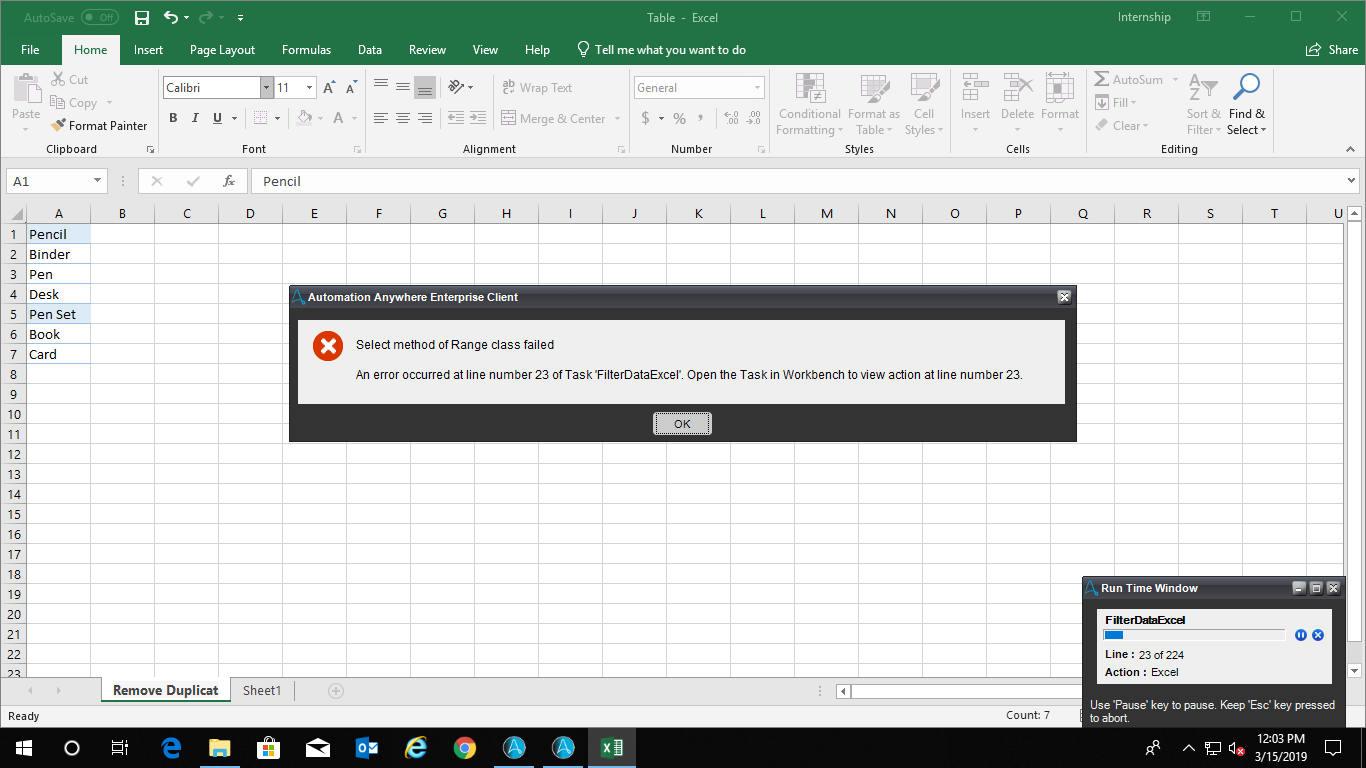 AutoSave Off
Table - Excel
Internship
File Home Insert Page Layout Formulas Data Review View Help Tell me what you want to do Share
Paste
Cut
Copy
Format Painter
Clipboard
Calibri 11
B I U A
Font
Wrap Text
Merge & Center
Alignment
General
$ % ,
Number
Conditional Formatting
Format as Table
Cell Styles
Styles
Insert Delete Format
Cells
AutoSum
Fill
Clear
Sort & Filter
Find & Select
Editing
A1 fx Pencil
A B C D E F G H I J K L M N O P Q R S T U
1 Pencil
2 Binder
3 Pen
4 Desk
5 Pen Set
6 Book
7 Card
8
9
10
11
12
13
14
15
16
17
18
19
20
21
22
23
Automation Anywhere Enterprise Client
Select method of Range class failed
An error occurred at line number 23 of Task 'FilterDataExcel'. Open the Task in Workbench to view action at line number 23.
OK
Run Time Window
FilterDataExcel
Line : 23 of 224
Action : Excel
Use 'Pause' key to pause. Keep 'Esc' key pressed
to abort.
Remove Duplicat Sheet1
Ready
Count: 7
12:03 PM
3/15/2019